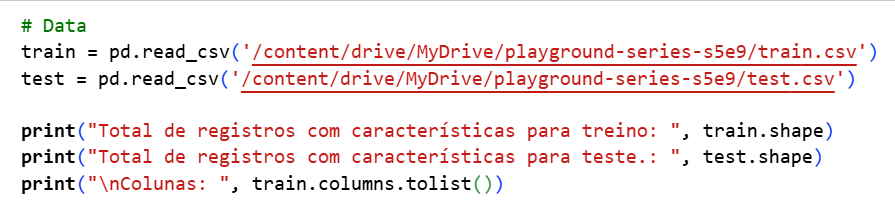 # Data
train = pd.read_csv('/content/drive/MyDrive/playground-series-s5e9/train.csv')
test = pd.read_csv('/content/drive/MyDrive/playground-series-s5e9/test.csv')
print("Total de registros com características para treino: ", train.shape)
print("Total de registros com características para teste.: ", test.shape)
print("\nColunas: ", train.columns.tolist())